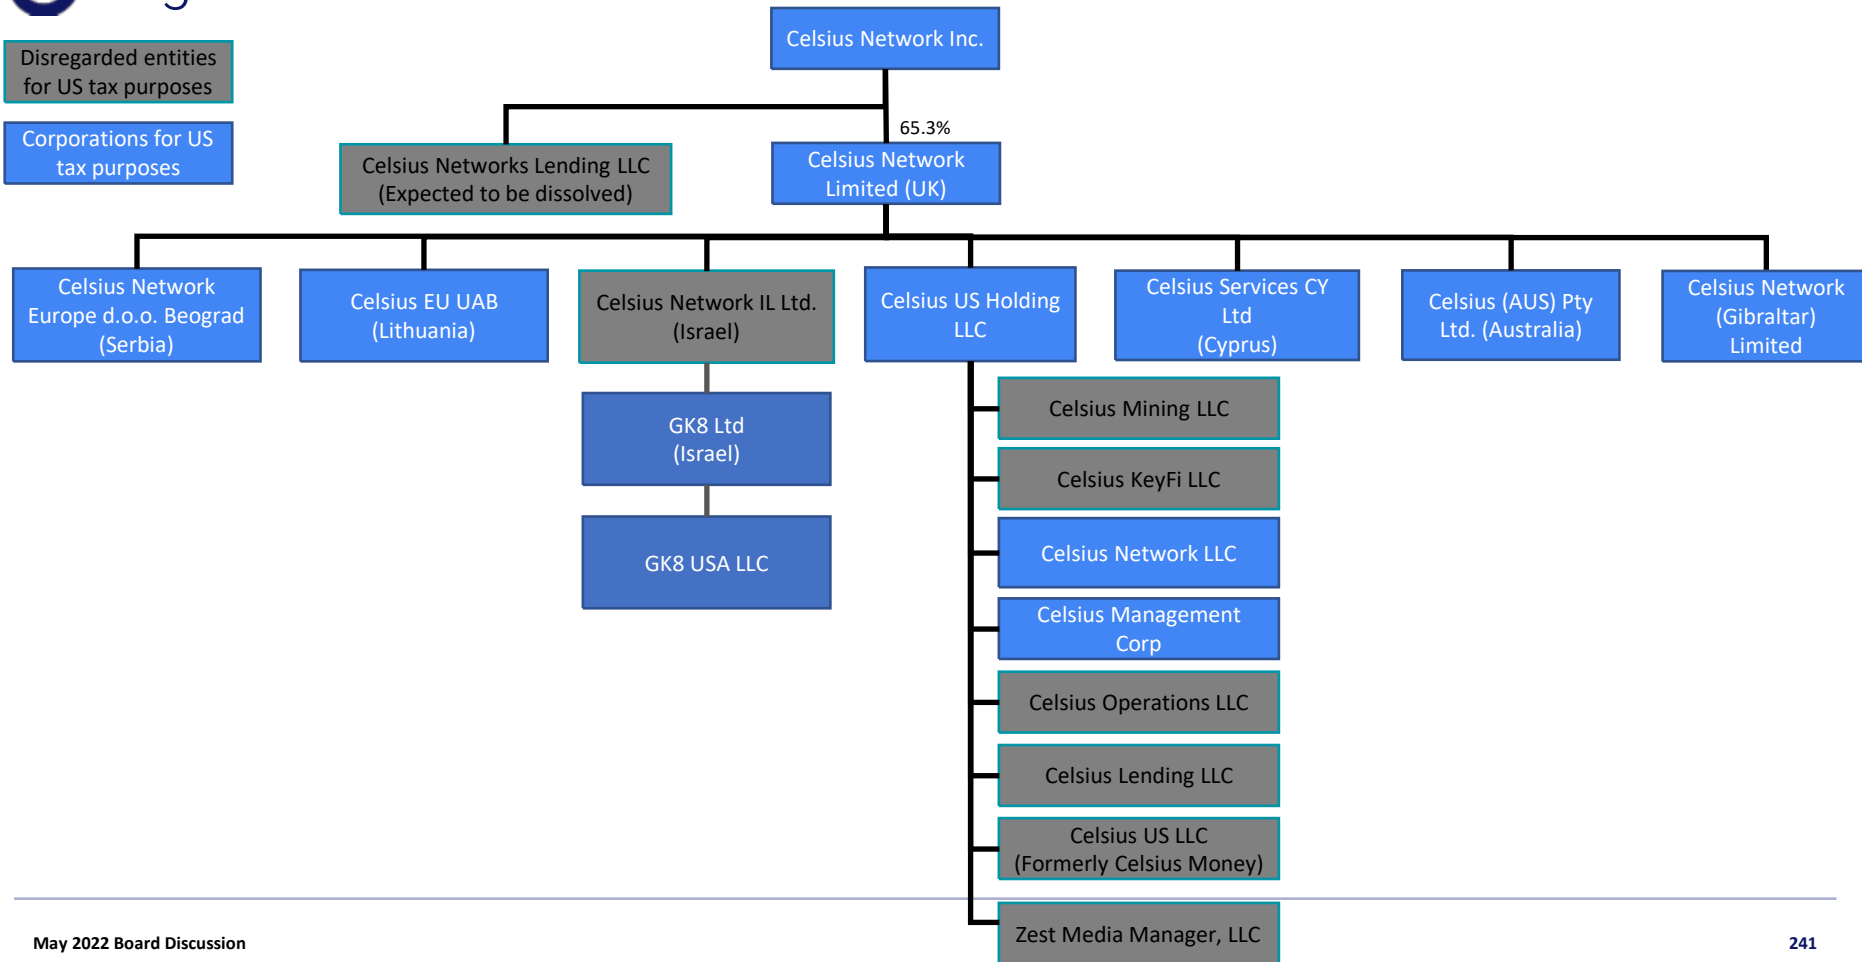 Disregarded entities
for US tax purposes
Corporations for US
tax purposes
Celsius Network Inc.
65.3%
Celsius Networks Lending LLC
(Expected to be dissolved)
Celsius Network
Limited (UK)
Celsius Network
Europe d.o.o. Beograd
(Serbia)
Celsius EU UAB
(Lithuania)
Celsius Network IL Ltd.
(Israel)
Celsius US Holding
LLC
Celsius Services CY
Ltd
(Cyprus)
Celsius (AUS) Pty
Ltd. (Australia)
Celsius Network
(Gibraltar)
Limited
GK8 Ltd
(Israel)
GK8 USA LLC
Celsius Mining LLC
Celsius KeyFi LLC
Celsius Network LLC
Celsius Management
Corp
Celsius Operations LLC
Celsius Lending LLC
Celsius US LLC
(Formerly Celsius Money)
Zest Media Manager, LLC
May 2022 Board Discussion
241